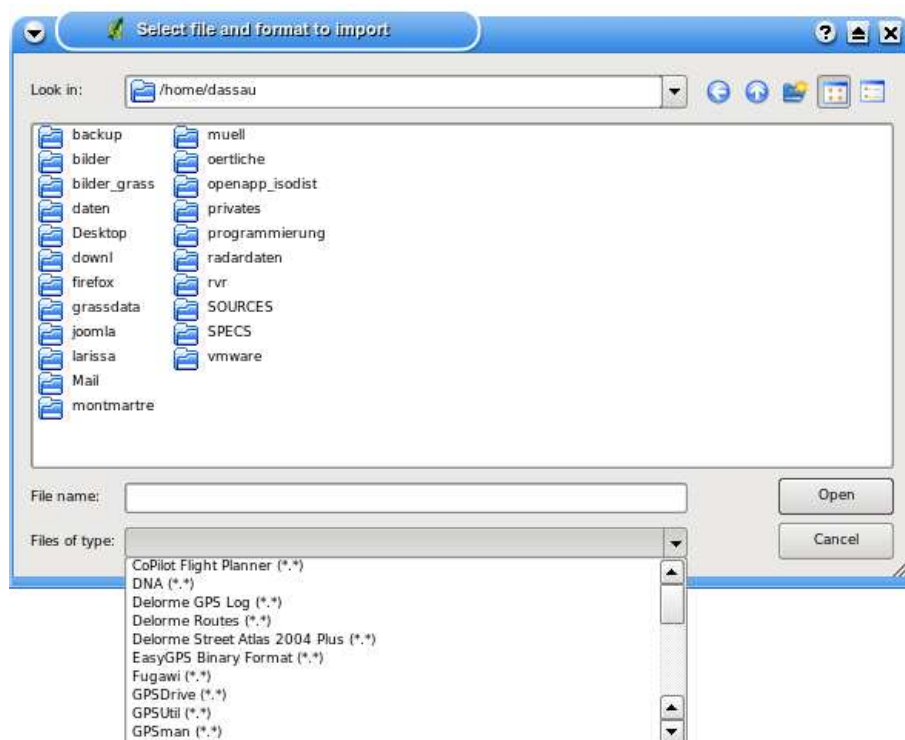 Select file and format to import
Look in: /home/dassau
backup
bilder
bilder_grass
daten
Desktop
downl
firefox
grassdata
joomla
larissa
Mail
montmartre
muell
oertliche
openapp_isodist
privates
programmierung
radardaten
rvr
SOURCES
SPECS
vmware
File name:
Open
Files of type:
Cancel
CoPilot Flight Planner (*.*)
DNA (*.*)
Delorme GPS Log (*.*)
Delorme Routes (*.*)
Delorme Street Atlas 2004 Plus (*.*)
EasyGPS Binary Format (*.*)
Fugawi (*.*)
GPSDrive (*.*)
GPSUtil (*.*)
GPSman (*.*)